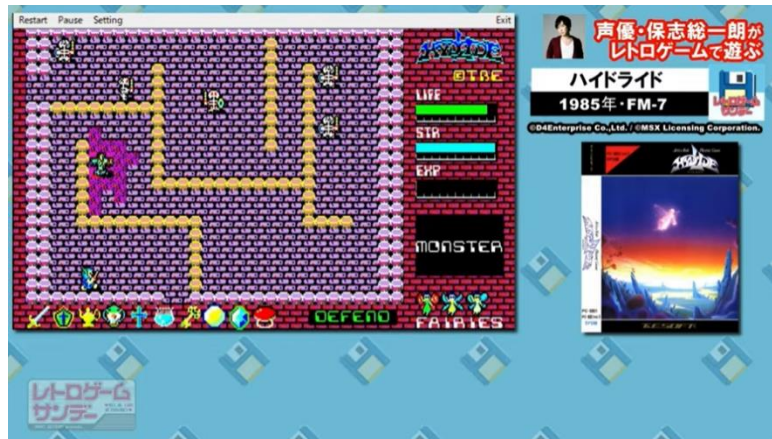 Restart Pause Setting Exit
HYDLIDE
©T&E
LIFE
STR
EXP
MONSTER
FAIRIES
DEFEND
声優・保志総一朗が
レトロゲームで遊ぶ
ハイドライド
1985年・FM-7
©D4Enterprise Co.,Ltd. / ©MSX Licensing Corporation.
レトロゲーム
サンデー